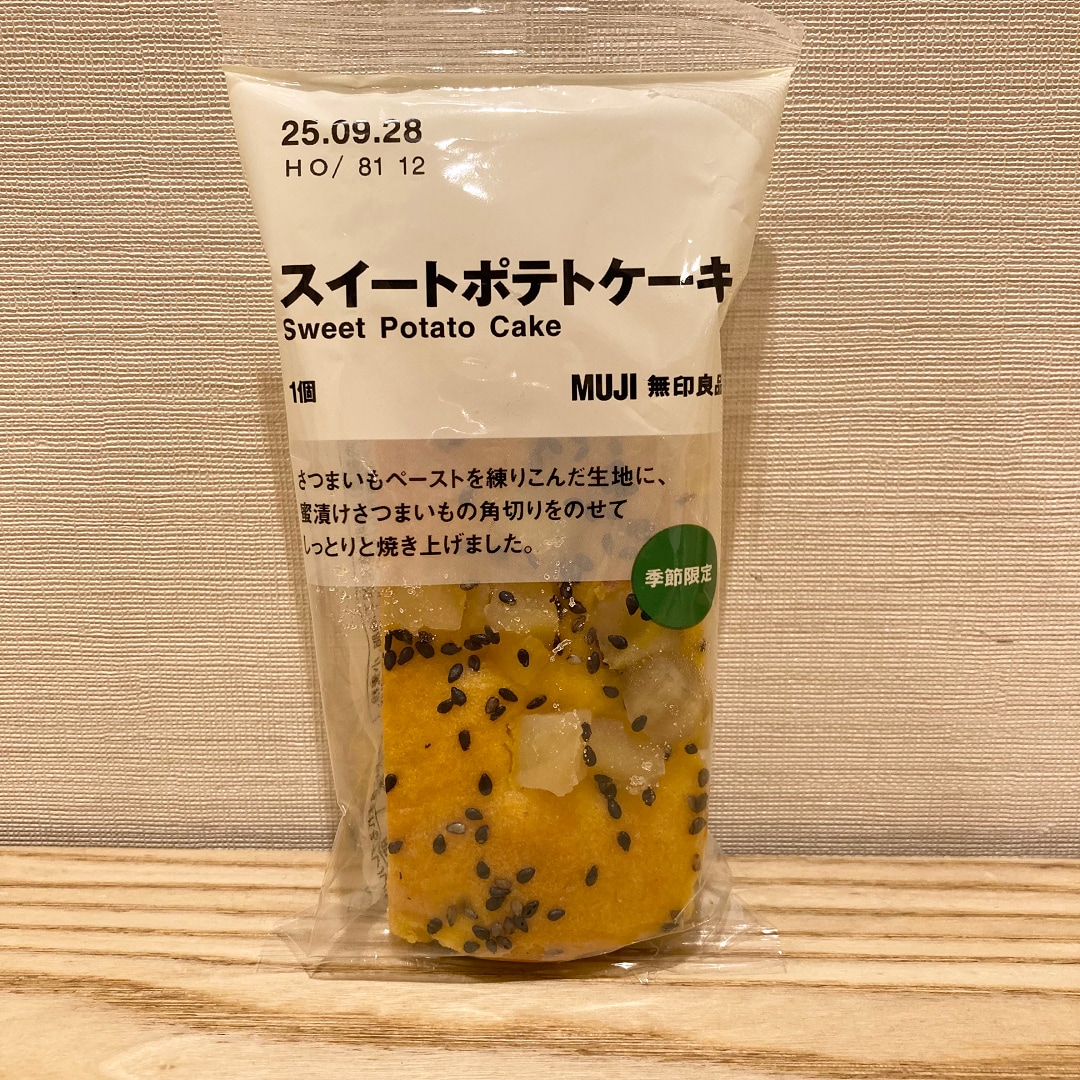 25.09.28
HO/ 81 12
スイートポテトケーキ
Sweet Potato Cake
1個
MUJI 無印良品
さつまいもペーストを練りこんだ生地に、
蜜漬けさつまいもの角切りをのせて
しっとりと焼き上げました。
季節限定